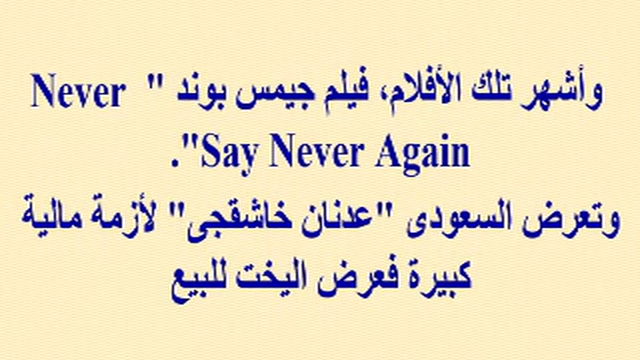 وأشهر تلك الأفلام، فيلم جيمس بوند " Never
Say Never Again".
وتعرض السعودى "عدنان خاشقجى" لأزمة مالية
كبيرة فعرض اليخت للبيع